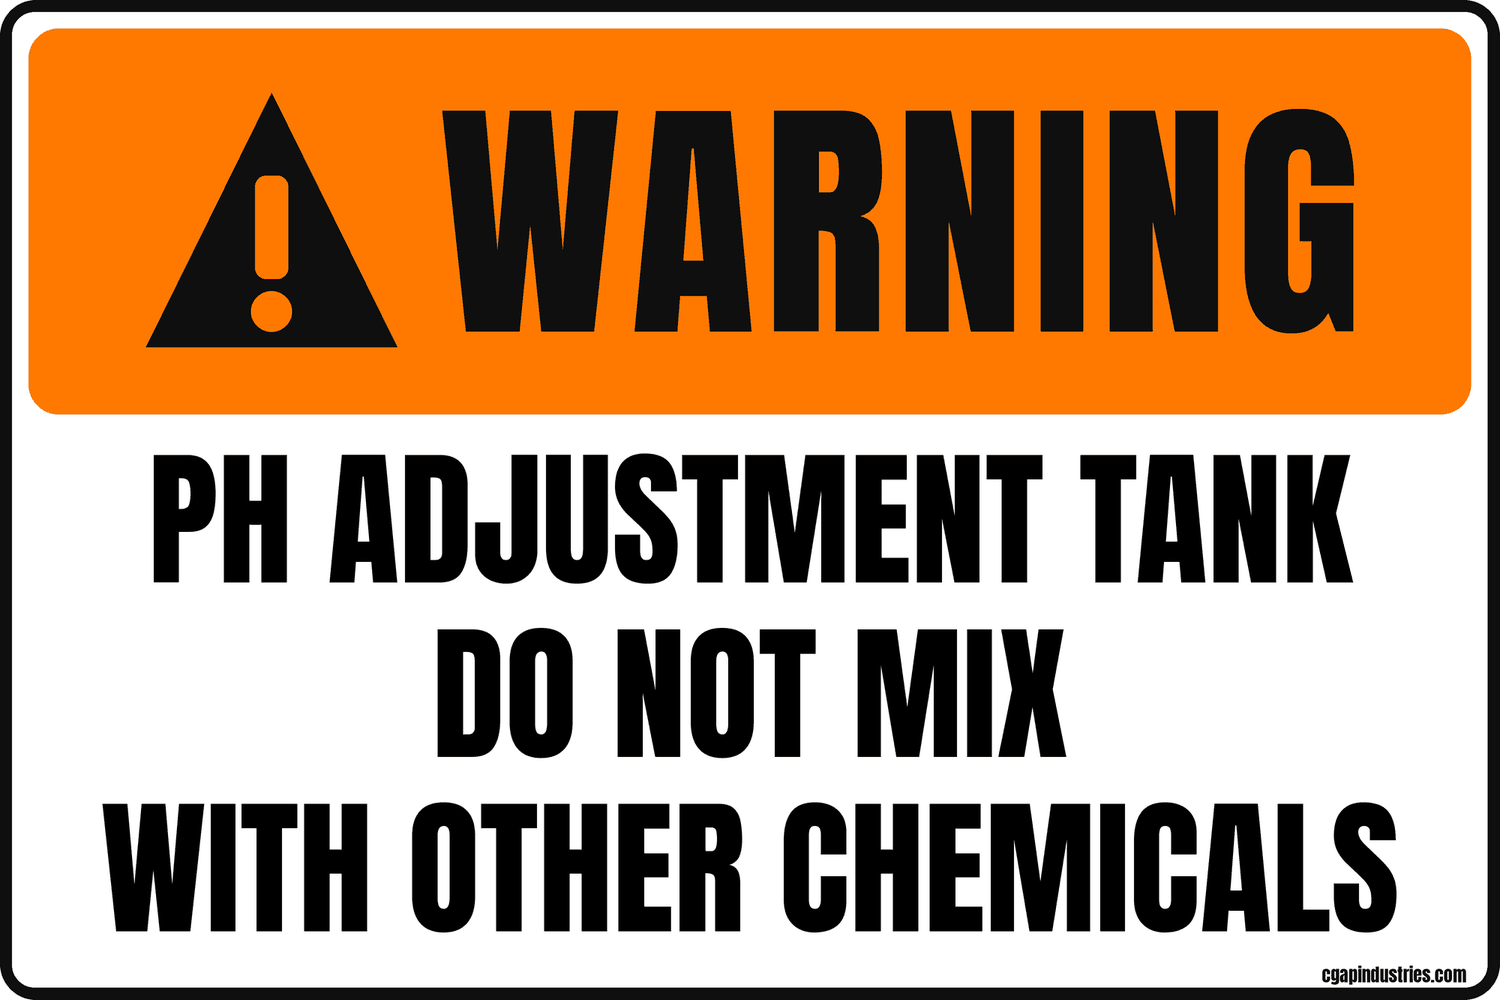 WARNING
PH ADJUSTMENT TANK
DO NOT MIX
WITH OTHER CHEMICALS
cgapindustries.com